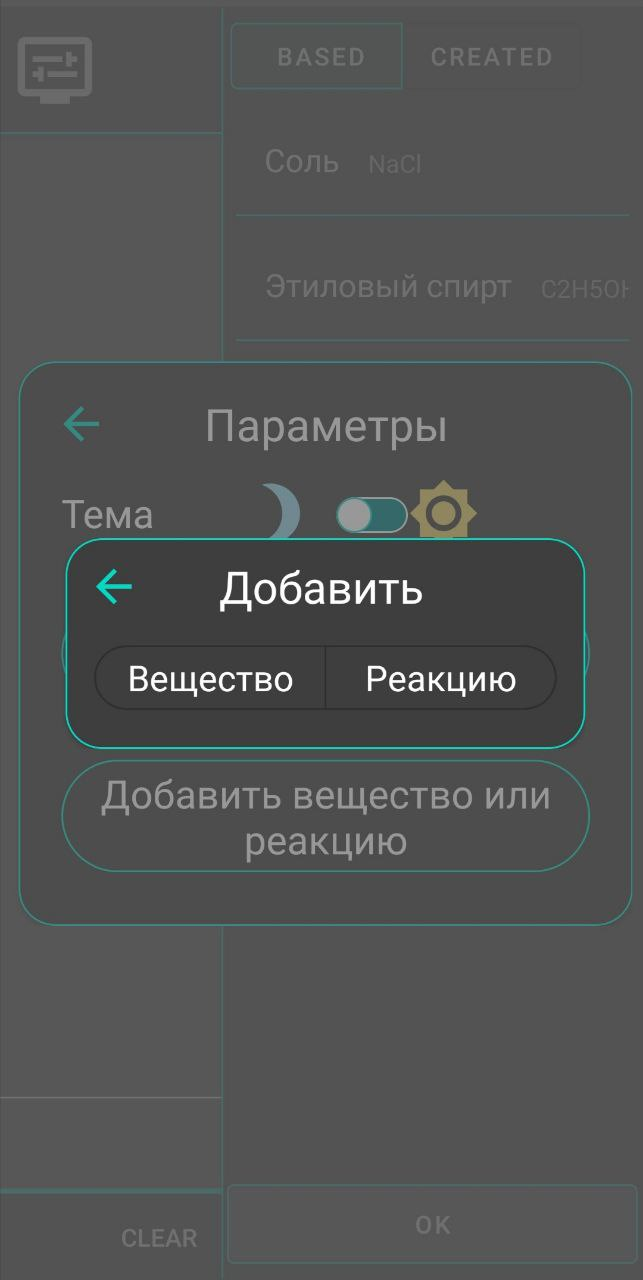 BASED CREATED
Соль NaCl
Этиловый спирт C2H5OH
Параметры
Тема
Добавить
Вещество Реакцию
Добавить вещество или
реакцию
CLEAR
OK